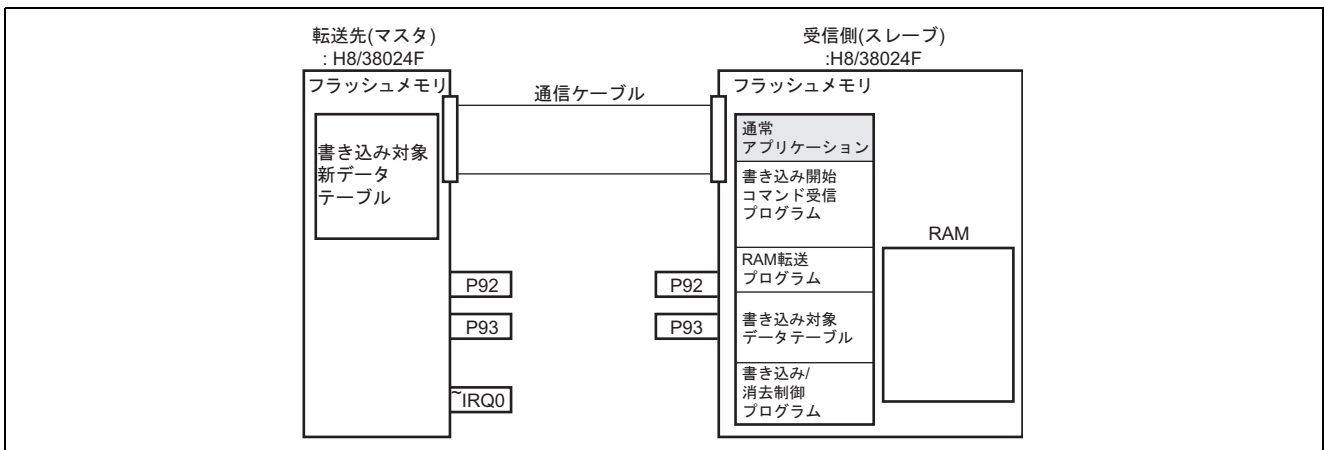 転送先(マスタ)
: H8/38024F
フラッシュメモリ
書き込み対象
新データ
テーブル
P92
P93
~IRQ0
通信ケーブル
受信側(スレーブ)
:H8/38024F
フラッシュメモリ
通常
アプリケーション
書き込み開始
コマンド受信
プログラム
RAM転送
プログラム
書き込み対象
データテーブル
書き込み/
消去制御
プログラム
P92
P93
RAM